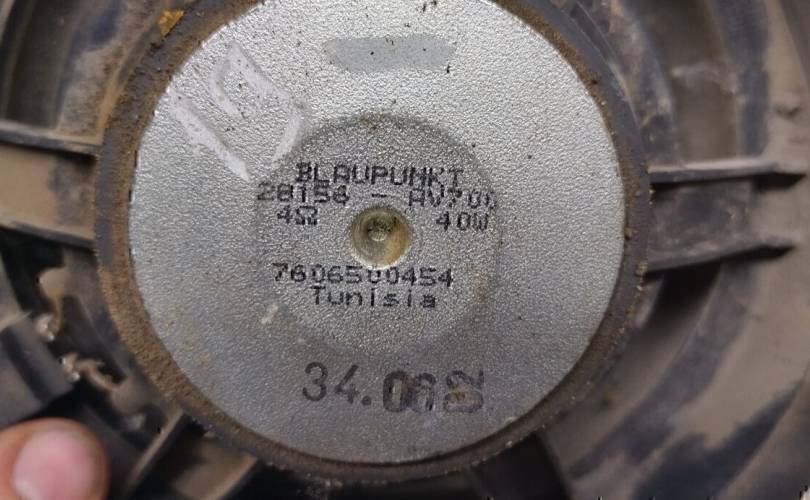 BLAUPUNKT
28156 -- AV700
4Ω 40W
7606500454
Tunisia
34.06